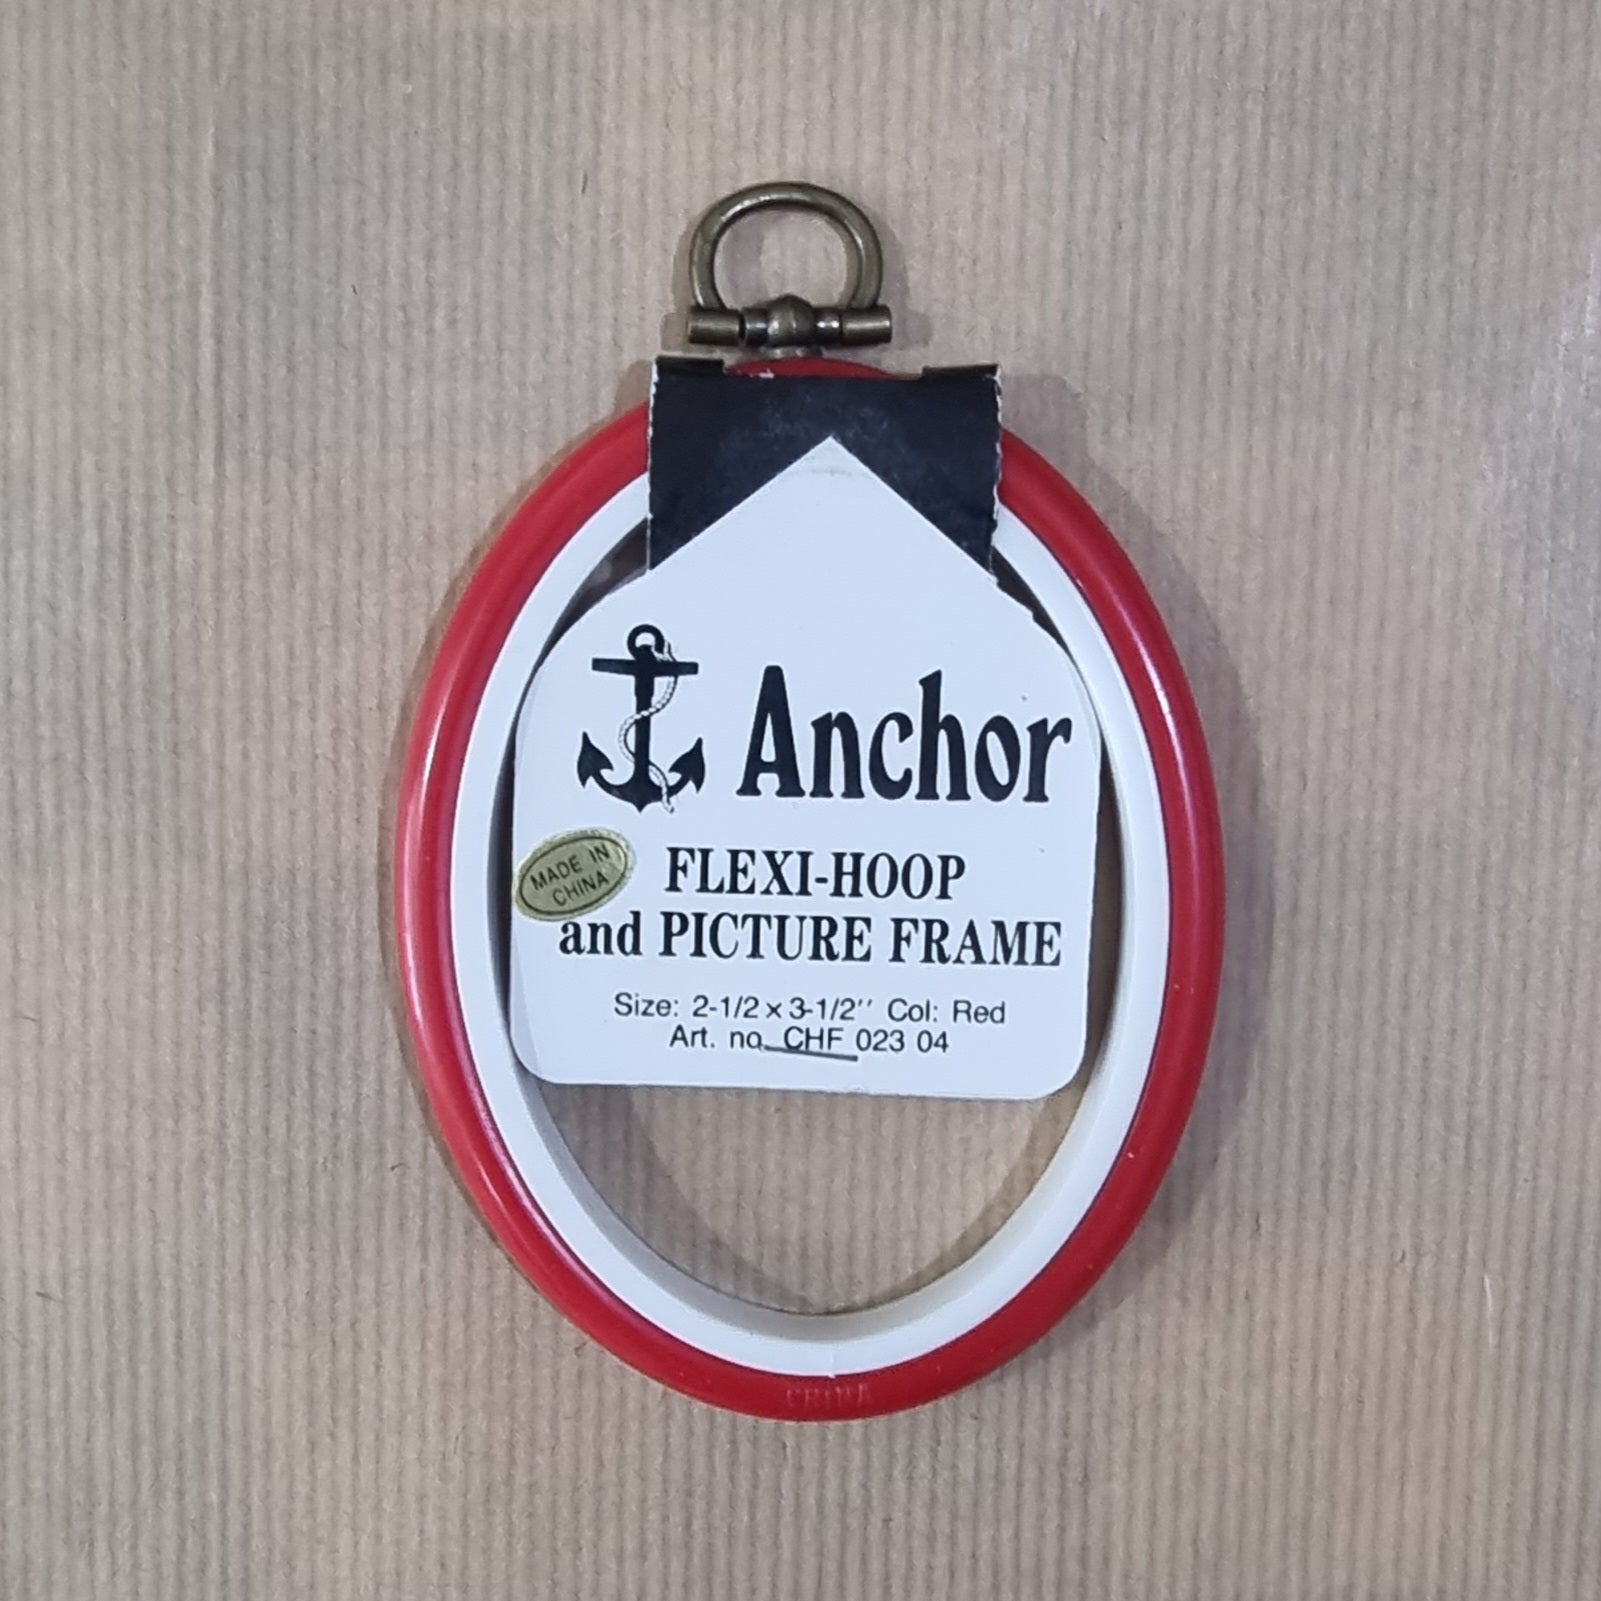 Anchor
MADE IN
CHINA
FLEXI-HOOP
and PICTURE FRAME
Size: 2-1/2 x 3-1/2'' Col: Red
Art. no. CHF 023 04
CHINA